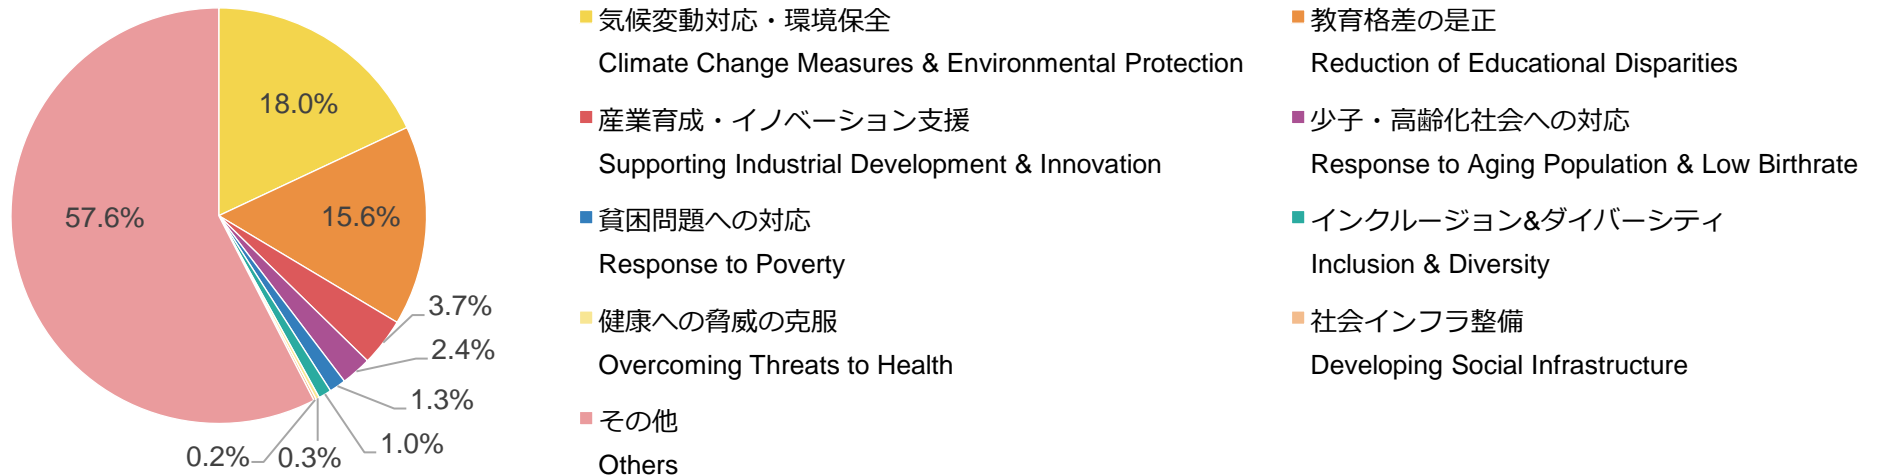 18.0%
15.6%
57.6%
3.7%
2.4%
1.3%
1.0%
0.3%
0.2%
気候変動対応・環境保全
Climate Change Measures & Environmental Protection
教育格差の是正
Reduction of Educational Disparities
産業育成・イノベーション支援
Supporting Industrial Development & Innovation
少子・高齢化社会への対応
Response to Aging Population & Low Birthrate
貧困問題への対応
Response to Poverty
インクルージョン&ダイバーシティ
Inclusion & Diversity
健康への脅威の克服
Overcoming Threats to Health
社会インフラ整備
Developing Social Infrastructure
その他
Others